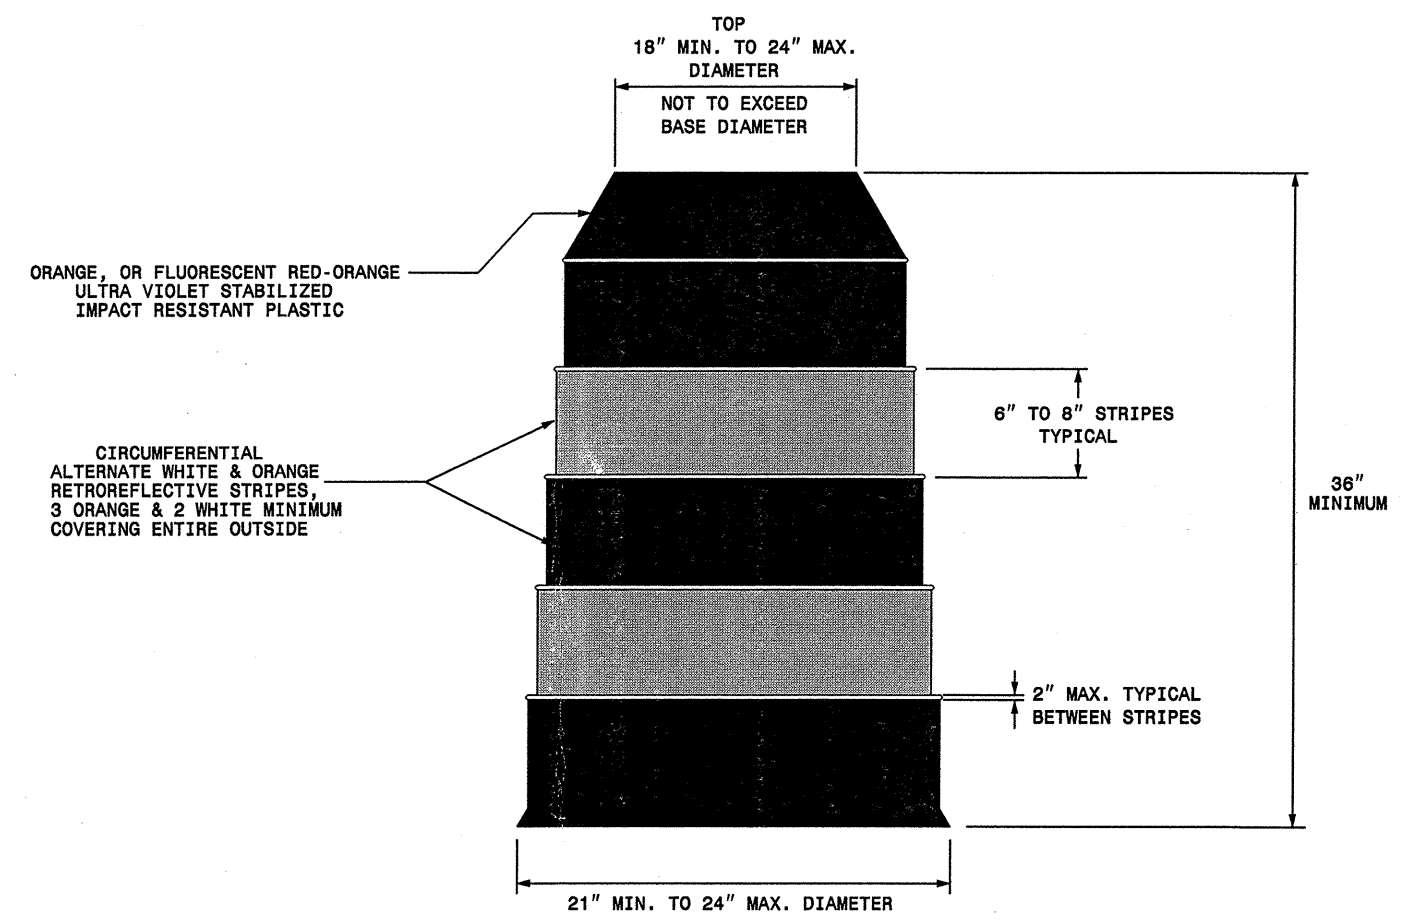 TOP
18" MIN. TO 24" MAX.
DIAMETER
NOT TO EXCEED
BASE DIAMETER
ORANGE, OR FLUORESCENT RED-ORANGE
ULTRA VIOLET STABILIZED
IMPACT RESISTANT PLASTIC
6" TO 8" STRIPES
TYPICAL
CIRCUMFERENTIAL
ALTERNATE WHITE & ORANGE
RETROREFLECTIVE STRIPES,
3 ORANGE & 2 WHITE MINIMUM
COVERING ENTIRE OUTSIDE
36"
MINIMUM
2" MAX. TYPICAL
BETWEEN STRIPES
21" MIN. TO 24" MAX. DIAMETER